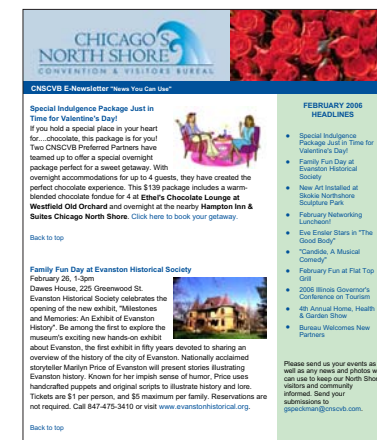 CHICAGO'S
NORTH SHORE
CONVENTION & VISITORS BUREAU
CNSCVB E-Newsletter "News You Can Use"
Special Indulgence Package Just in
Time for Valentine's Day!
If you hold a special place in your heart
for....chocolate, this package is for you!
Two CNSCVB Preferred Partners have
teamed up to offer a special overnight
package perfect for a sweet getaway. With
overnight accommodations for up to 4 guests, they have created the
perfect chocolate experience. This $139 package includes a warm-
blended chocolate fondue for 4 at Ethel's Chocolate Lounge at
Westfield Old Orchard and overnight at the nearby Hampton Inn &
Suites Chicago North Shore. Click here to book your getaway.
Back to top
Family Fun Day at Evanston Historical Society
February 26, 1-3pm
Dawes House, 225 Greenwood St.
Evanston Historical Society celebrates the
opening of the new exhibit, "Milestones
and Memories: An Exhibit of Evanston
History". Be among the first to explore the
museum's exciting new hands-on exhibit
about Evanston, the first exhibit in fifty years devoted to sharing an
overview of the history of the city of Evanston. Nationally acclaimed
storyteller Marilyn Price of Evanston will present stories illustrating
Evanston history. Known for her impish sense of humor, Price uses
handcrafted puppets and original scripts to illustrate history and lore.
Tickets are $1 per person, and $5 maximum per family. Reservations are
not required. Call 847-475-3410 or visit www.evanstonhistorical.org.
Back to top
FEBRUARY 2006
HEADLINES
Special Indulgence
Package Just in Time for
Valentine's Day!
Family Fun Day at
Evanston Historical
Society
New Art Installed at
Skokie Northshore
Sculpture Park
February Networking
Luncheon!
Eve Ensler Stars in "The
Good Body"
"Candide, A Musical
Comedy"
February Fun at Flat Top
Grill
2006 Illinois Governor's
Conference on Tourism
4th Annual Home, Health
& Garden Show
Bureau Welcomes New
Partners
Please send us your events as
well as any news and photos w
can use to keep our North Shor
visitors and community
informed. Send your
submissions to
gspeckman@cnscvb.com.